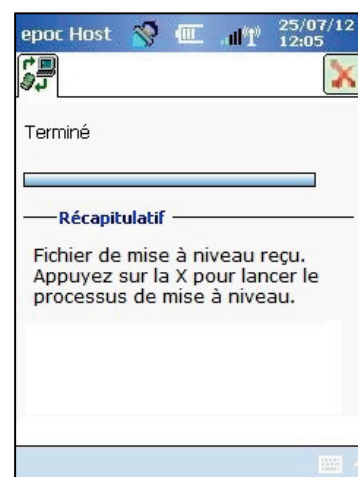 epoc Host 25/07/12
12:05
Terminé
Récapitulatif
Fichier de mise à niveau reçu.
Appuyez sur la X pour lancer le
processus de mise à niveau.